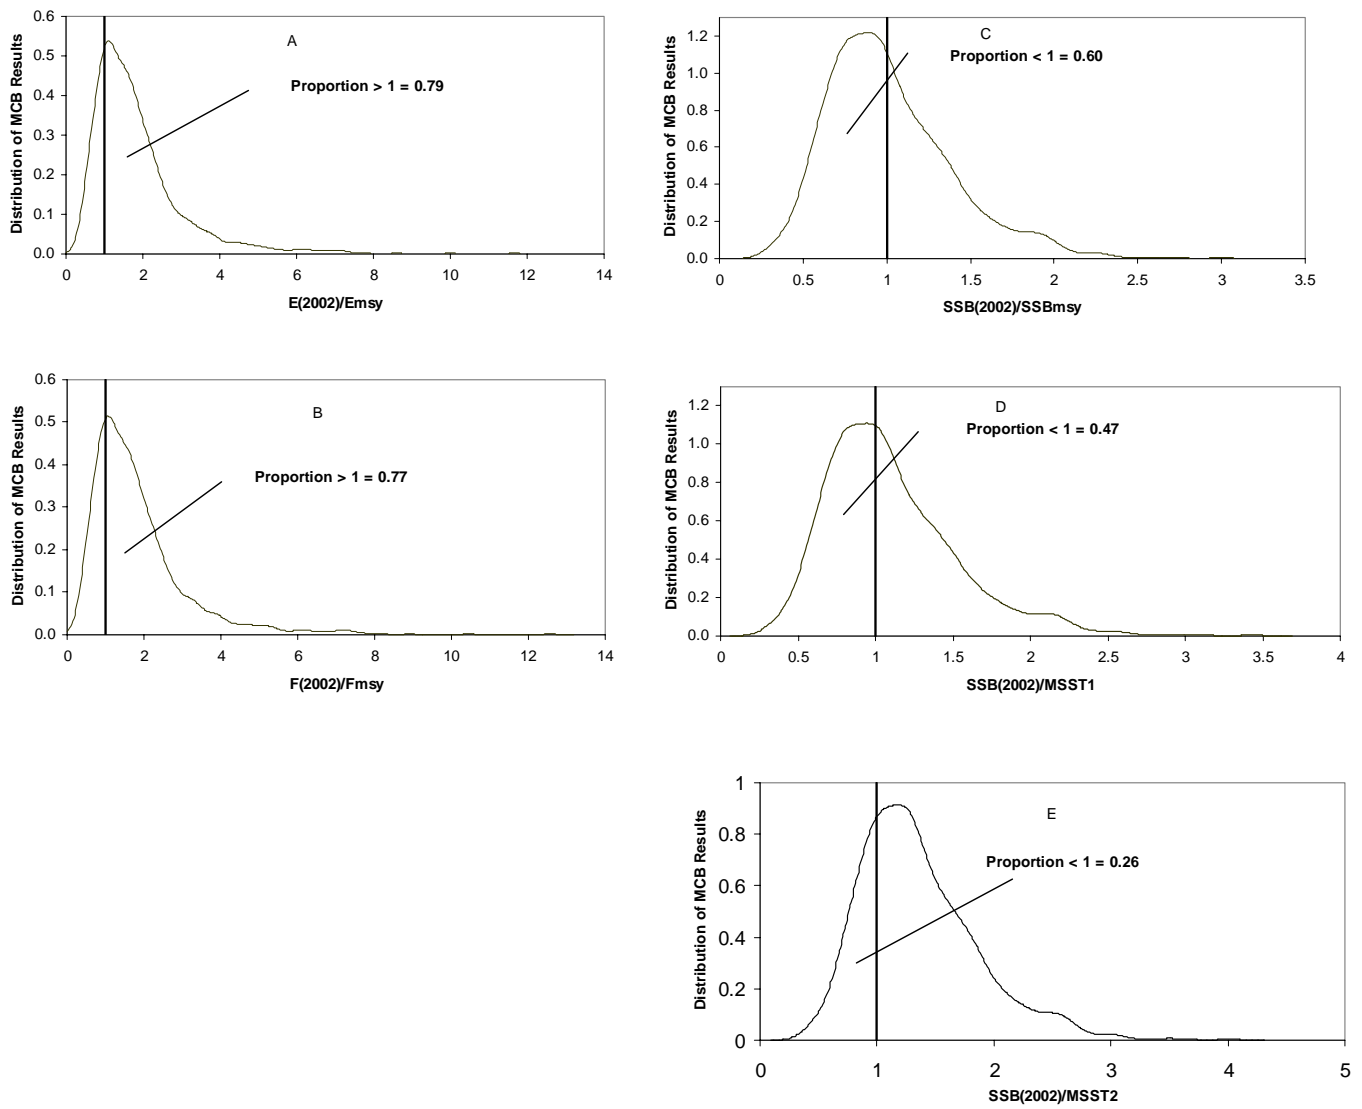 0.6
0.5
0.4
0.3
0.2
0.1
0.0
Distribution of MCB Results
A
Proportion > 1 = 0.79
0 2 4 6 8 10 12 14
E(2002)/Emsy
1.2
1.0
0.8
0.6
0.4
0.2
0.0
Distribution of MCB Results
C
Proportion < 1 = 0.60
0 0.5 1 1.5 2 2.5 3 3.5
SSB(2002)/SSBmsy
0.6
0.5
0.4
0.3
0.2
0.1
0.0
Distribution of MCB Results
B
Proportion > 1 = 0.77
0 2 4 6 8 10 12 14
F(2002)/Fmsy
1.2
1.0
0.8
0.6
0.4
0.2
0.0
Distribution of MCB Results
D
Proportion < 1 = 0.47
0 0.5 1 1.5 2 2.5 3 3.5 4
SSB(2002)/MSST1
1
0.8
0.6
0.4
0.2
0
Distribution of MCB Results
E
Proportion < 1 = 0.26
0 1 2 3 4 5
SSB(2002)/MSST2